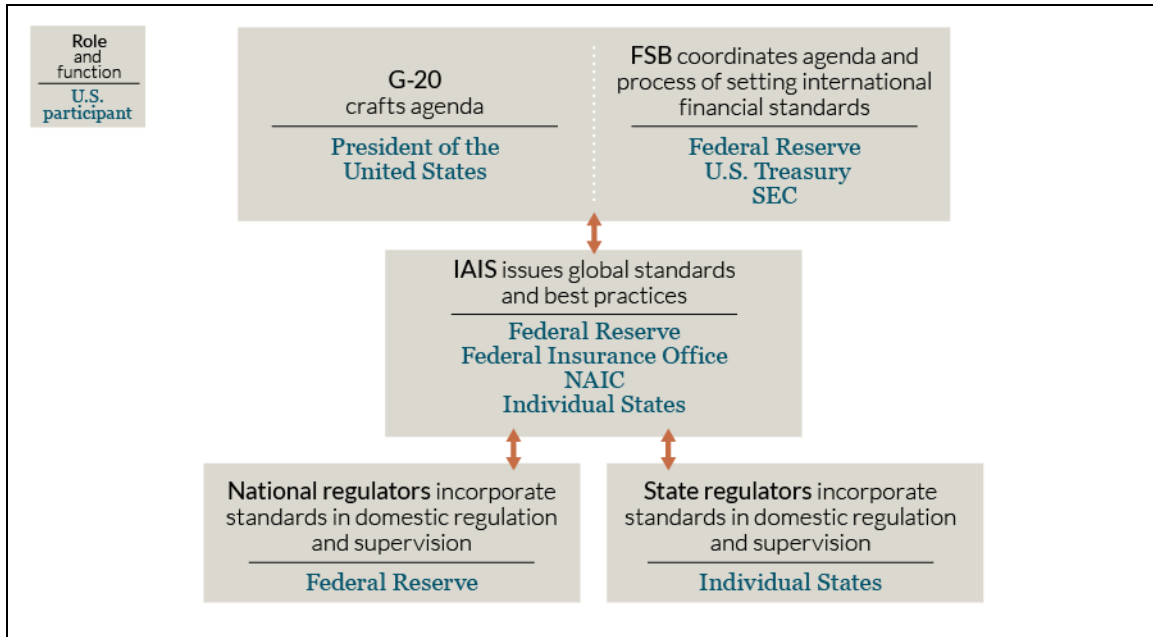 Role
and
function
U.S.
participant
G-20
crafts agenda
President of the
United States
FSB coordinates agenda and
process of setting international
financial standards
Federal Reserve
U.S. Treasury
SEC
IAIS issues global standards
and best practices
Federal Reserve
Federal Insurance Office
NAIC
Individual States
National regulators incorporate
standards in domestic regulation
and supervision
Federal Reserve
State regulators incorporate
standards in domestic regulation
and supervision
Individual States